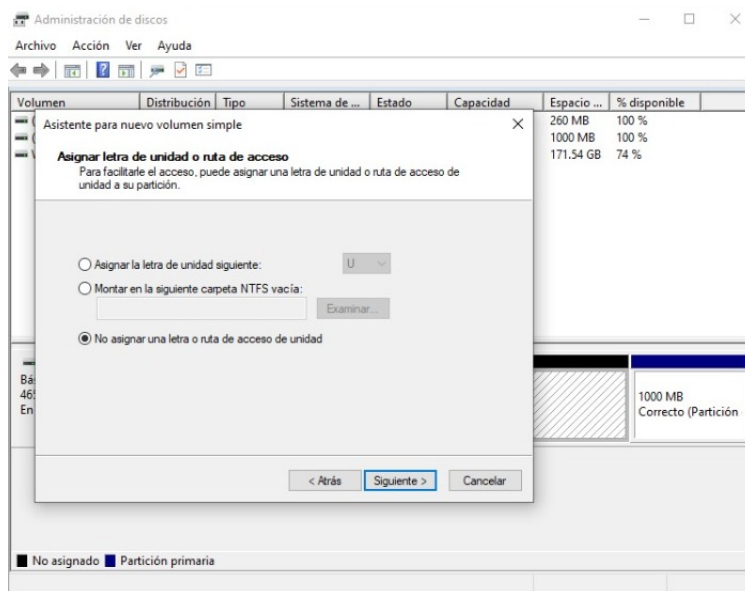 Administración de discos
Archivo Acción Ver Ayuda
Volumen Distribución Tipo Sistema de ... Estado Capacidad Espacio ... % disponible
260 MB 100 %
1000 MB 100 %
171.54 GB 74 %
Asistente para nuevo volumen simple
Asignar letra de unidad o ruta de acceso
Para facilitarle el acceso, puede asignar una letra de unidad o ruta de acceso de
unidad a su partición.
Asignar la letra de unidad siguiente: U
Montar en la siguiente carpeta NTFS vacía:
Examinar...
No asignar una letra o ruta de acceso de unidad
< Atrás Siguiente > Cancelar
1000 MB
Correcto (Partición
No asignado Partición primaria